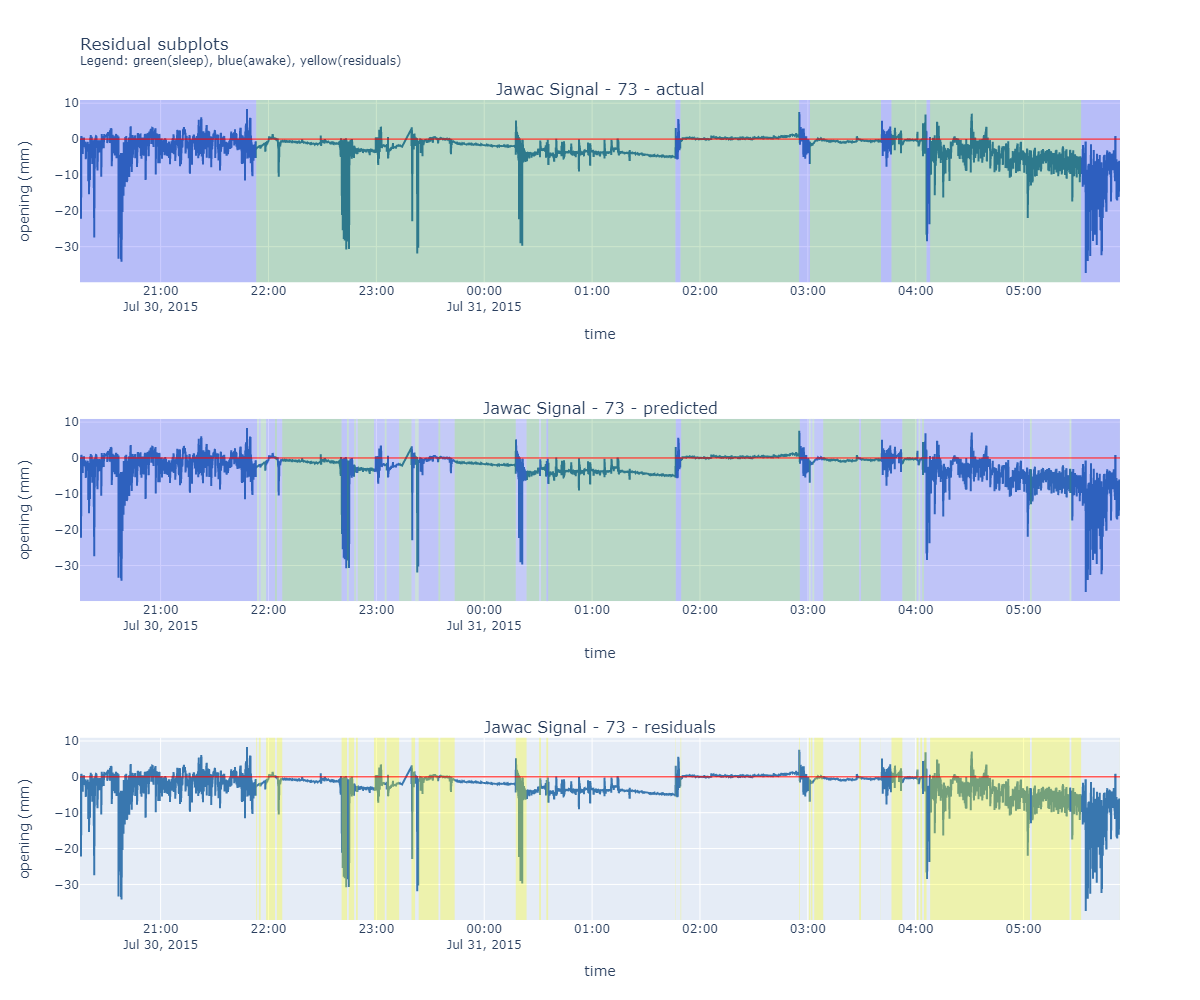 Residual subplots
Legend: green(sleep), blue(awake), yellow(residuals)
Jawac Signal - 73 - actual
10
0
−10
−20
−30
opening (mm)
21:00 22:00 23:00 00:00 01:00 02:00 03:00 04:00 05:00
Jul 30, 2015 Jul 31, 2015
time
Jawac Signal - 73 - predicted
10
0
−10
−20
−30
opening (mm)
21:00 22:00 23:00 00:00 01:00 02:00 03:00 04:00 05:00
Jul 30, 2015 Jul 31, 2015
time
Jawac Signal - 73 - residuals
10
0
−10
−20
−30
opening (mm)
21:00 22:00 23:00 00:00 01:00 02:00 03:00 04:00 05:00
Jul 30, 2015 Jul 31, 2015
time